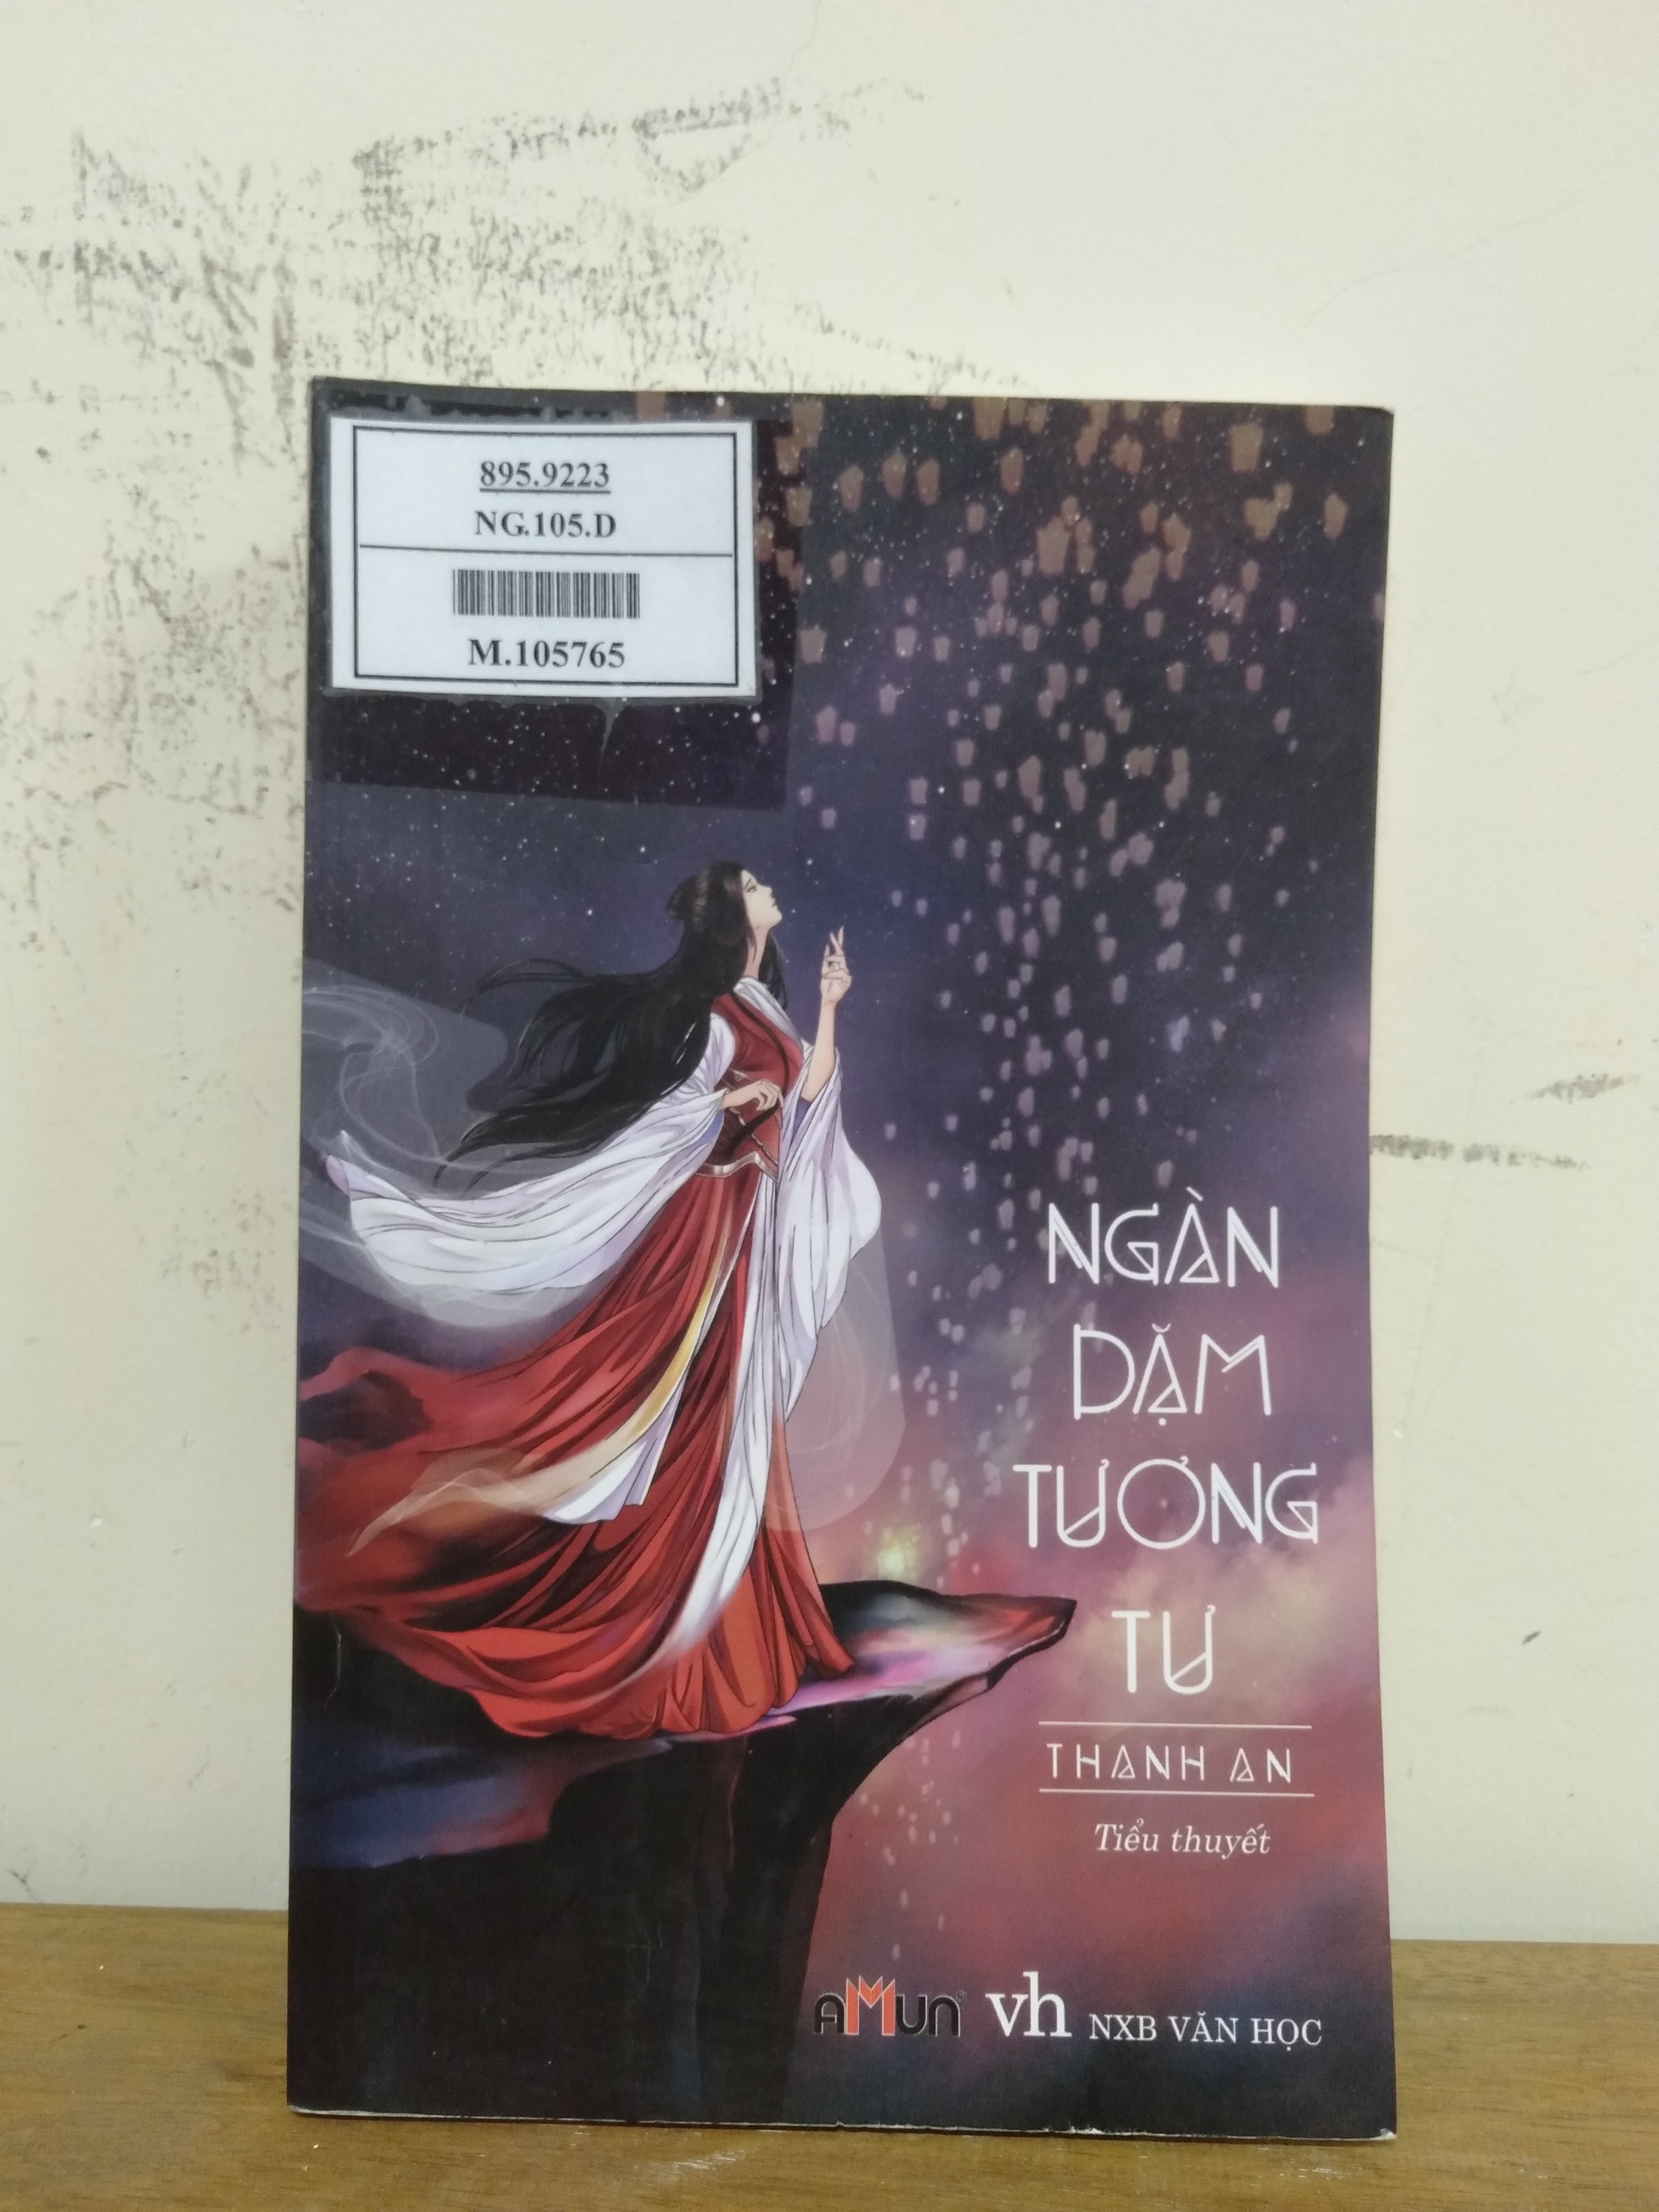 895.9223
NG.105.D
M.105765
NGÀN
DẶM
TƯƠNG
TƯ
THANH AN
Tiểu thuyết
AMUN vh NXB VĂN HỌC